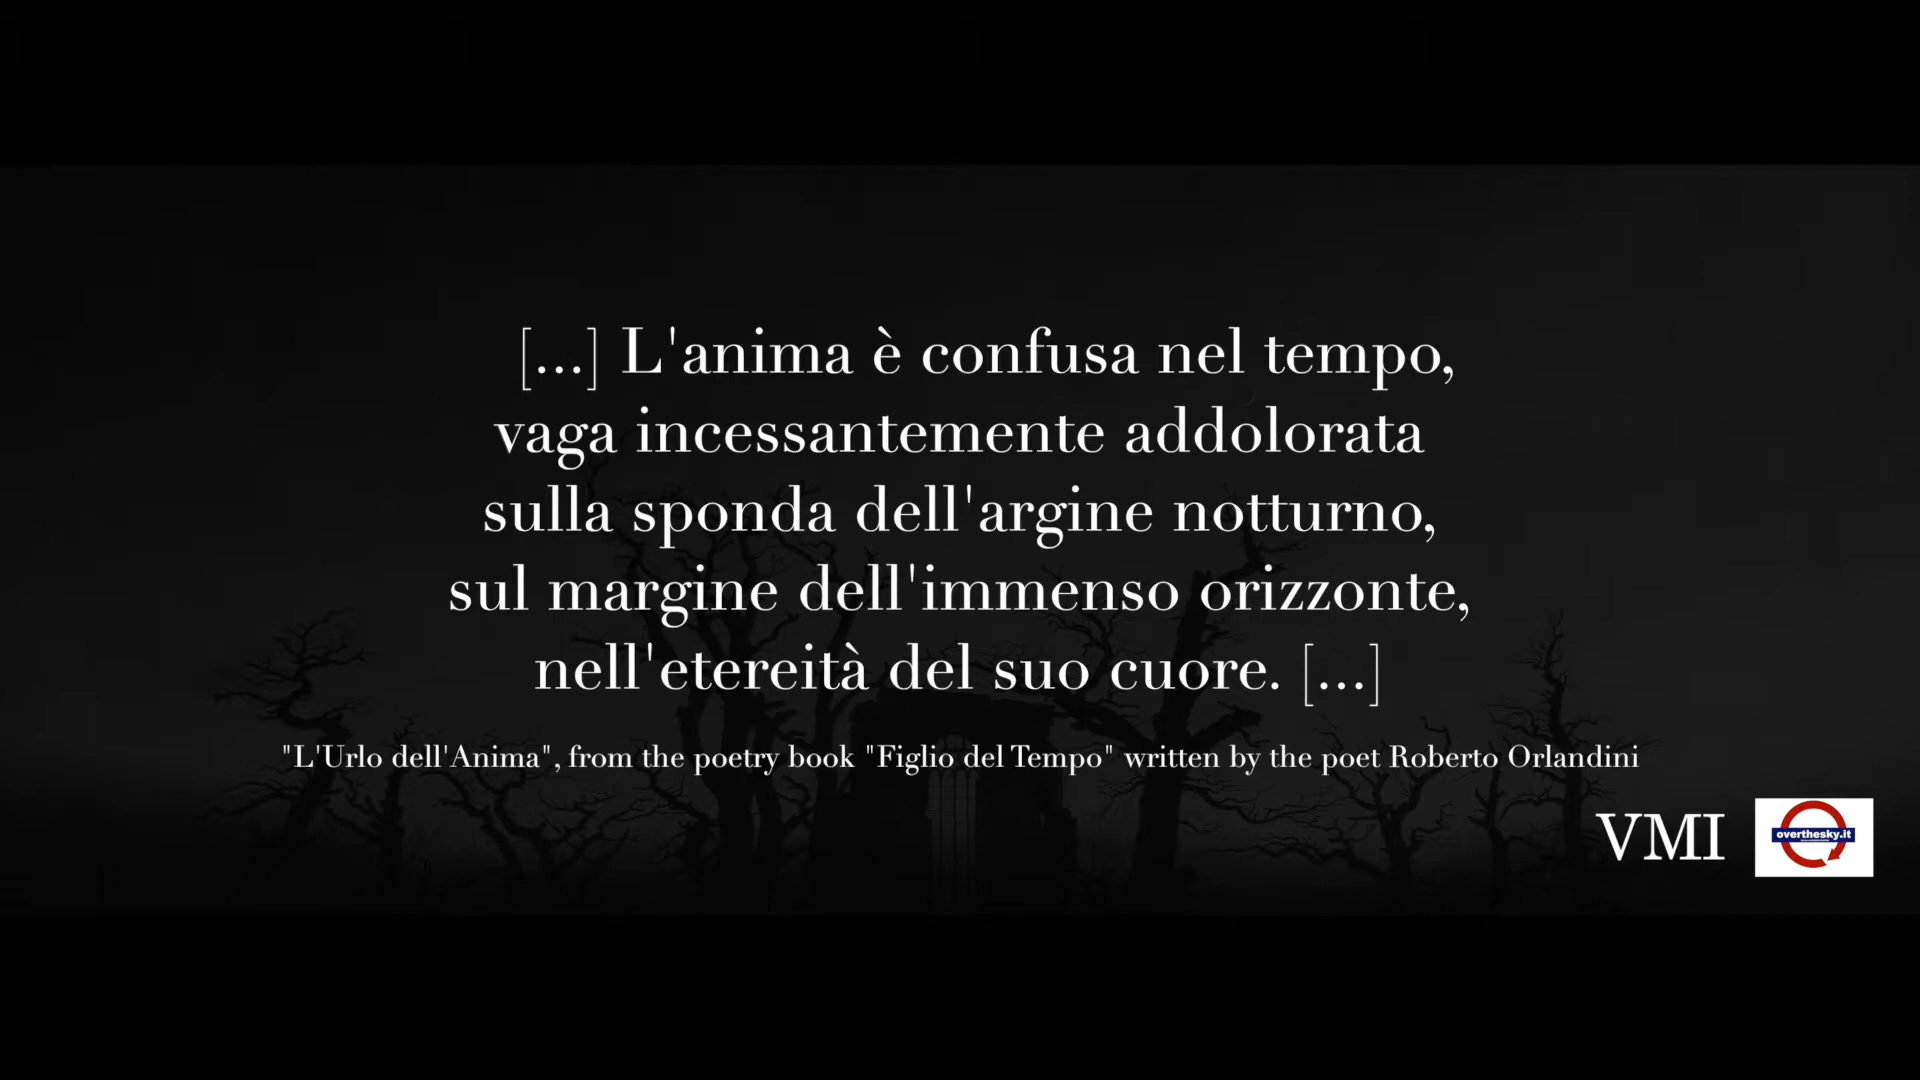 [...] L'anima è confusa nel tempo,
vaga incessantemente addolorata
sulla sponda dell'argine notturno,
sul margine dell'immenso orizzonte,
nell'etereità del suo cuore. [...]
"L'Urlo dell'Anima", from the poetry book "Figlio del Tempo" written by the poet Roberto Orlandini
VMI
overthesky.it